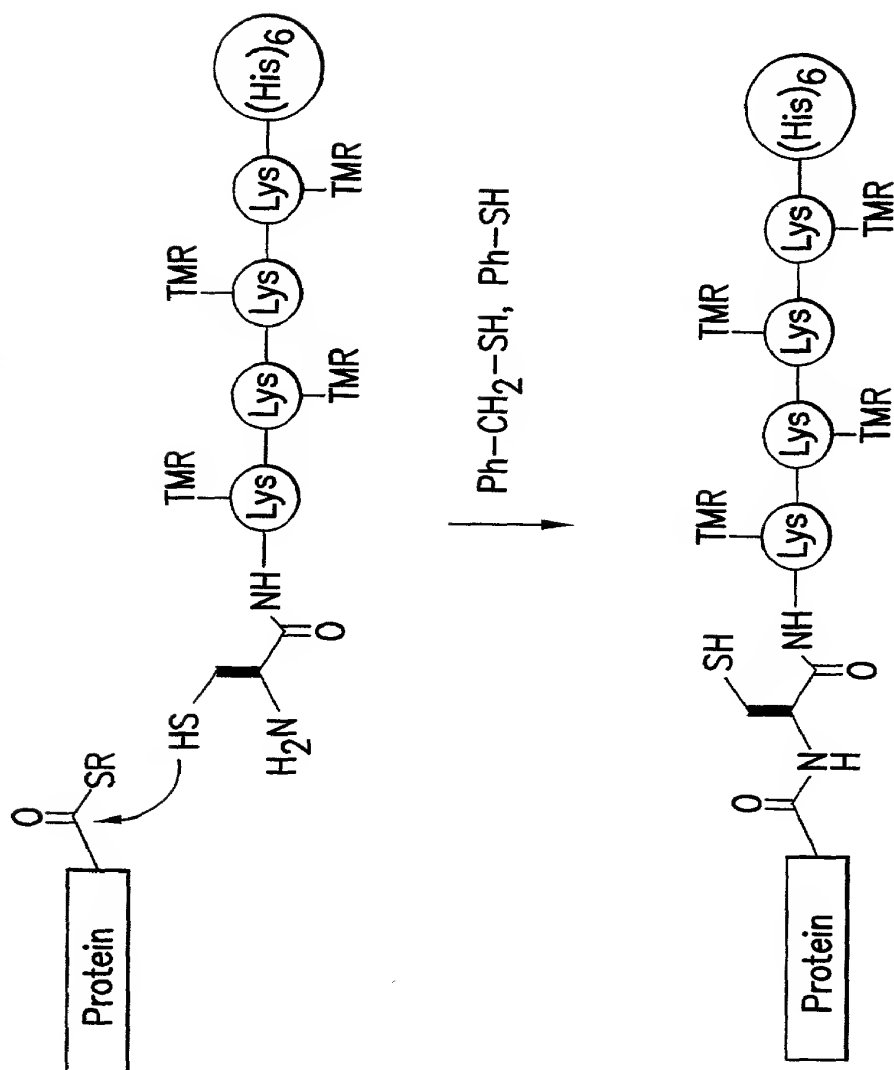 Protein
O
SR
HS
H2N
O
NH
Lys
TMR
Lys
TMR
Lys
TMR
Lys
TMR
(His)6
Ph-CH2-SH, Ph-SH
Protein
O
N
H
SH
O
NH
Lys
TMR
Lys
TMR
Lys
TMR
Lys
TMR
(His)6